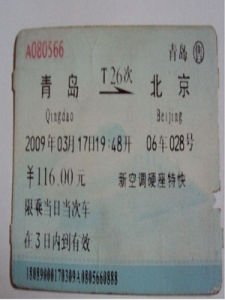 A080566 青岛 售
青岛 T26次 北京
Qingdao Beijing
2009年03月17日19:48开 06车028号
¥116.00元 新空调硬座特快
限乘当日当次车
在3日内到有效
18089000170309A0805660888